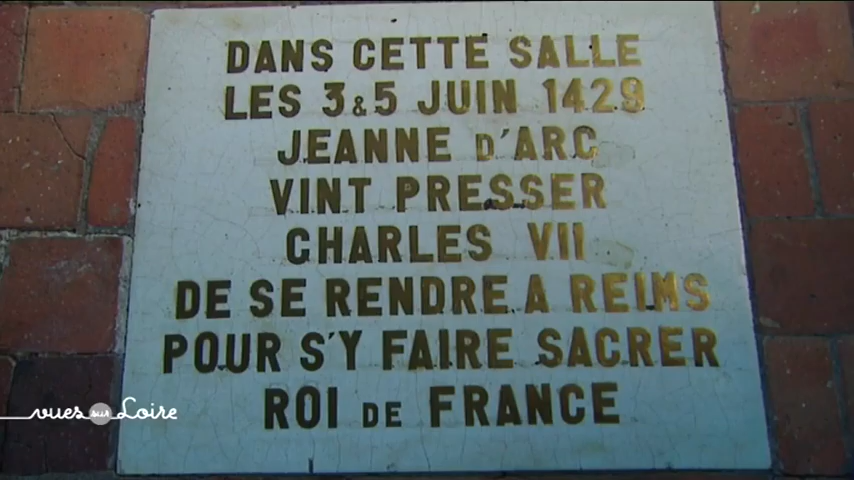 DANS CETTE SALLE
LES 3 & 5 JUIN 1429
JEANNE D'ARC
VINT PRESSER
CHARLES VII
DE SE RENDRE A REIMS
POUR S'Y FAIRE SACRER
ROI DE FRANCE
vues sur Loire